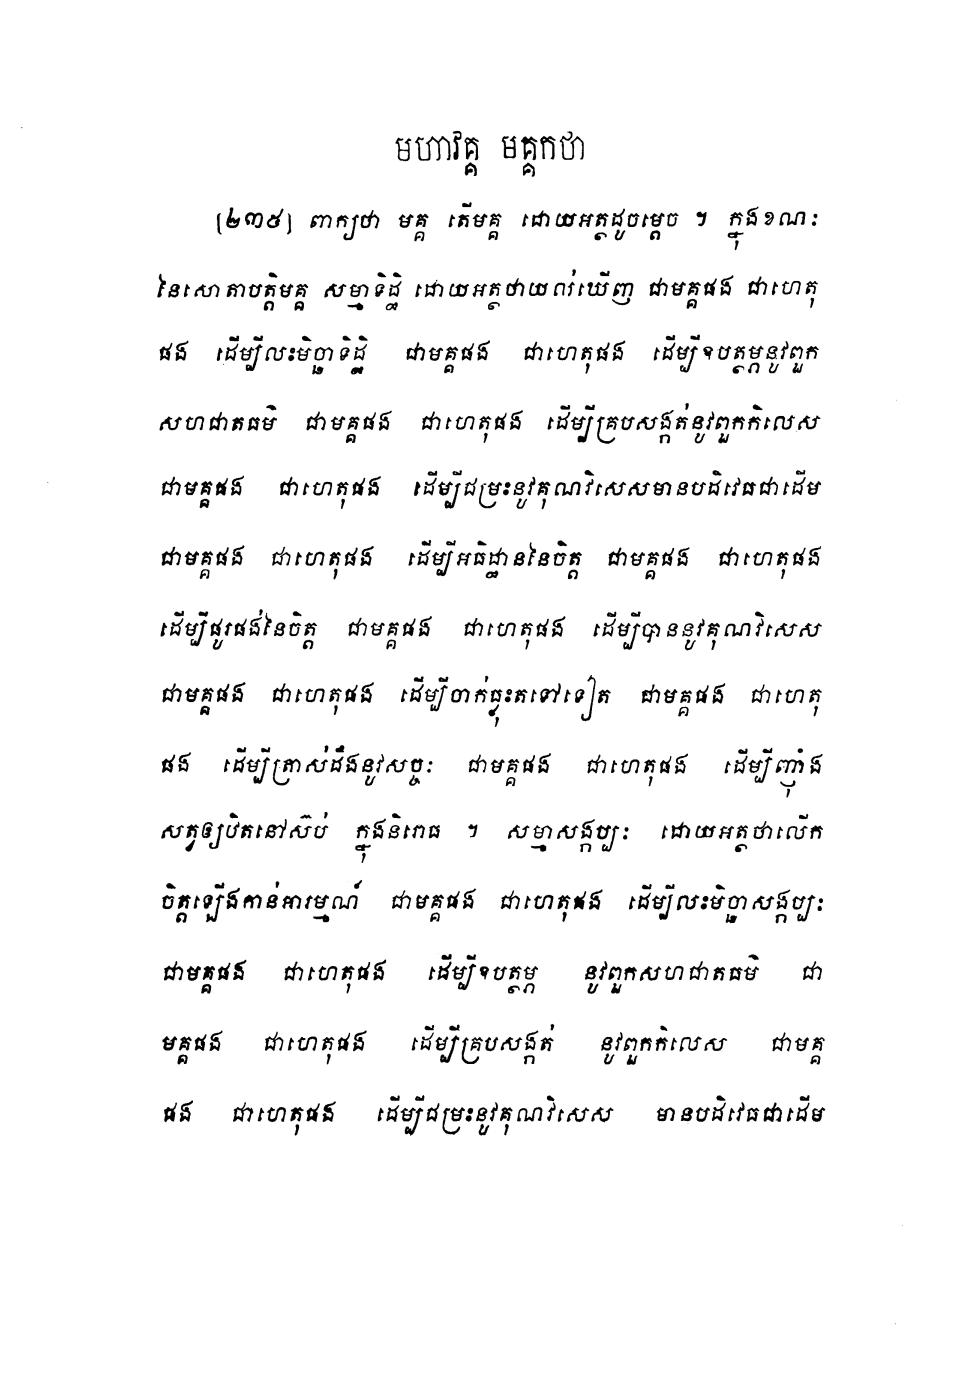 មហាវគ្គ មគ្គកថា
[២៣៩] ពាក្យថា មគ្គ តើមគ្គ ដោយអត្ថដូចម្តេច ។ ក្នុងខណៈ
នៃសោតាបត្តិមគ្គ សម្មាទិដ្ឋិ ដោយអត្ថថាយល់ឃើញ ជាមគ្គផង ជាហេតុ
ផង ដើម្បីលះមិច្ឆាទិដ្ឋិ ជាមគ្គផង ជាហេតុផង ដើម្បីឧបត្ថម្ភនូវពួក
សហជាតធម៌ ជាមគ្គផង ជាហេតុផង ដើម្បីគ្របសង្កត់នូវពួកកិលេស
ជាមគ្គផង ជាហេតុផង ដើម្បីជម្រះនូវគុណវិសេសមានបដិវេធជាដើម
ជាមគ្គផង ជាហេតុផង ដើម្បីអធិដ្ឋាននៃចិត្ត ជាមគ្គផង ជាហេតុផង
ដើម្បីផូរផង់នៃចិត្ត ជាមគ្គផង ជាហេតុផង ដើម្បីបាននូវគុណវិសេស
ជាមគ្គផង ជាហេតុផង ដើម្បីចាក់ធ្លុះតទៅទៀត ជាមគ្គផង ជាហេតុ
ផង ដើម្បីត្រាស់ដឹងនូវសច្ចៈ ជាមគ្គផង ជាហេតុផង ដើម្បីញ៉ាំង
សត្វឲ្យឋិតនៅស៊ប់ ក្នុងនិរោធ ។ សម្មាសង្កប្បៈ ដោយអត្ថថាលើក
ចិត្តឡើងកាន់អារម្មណ៍ ជាមគ្គផង ជាហេតុផង ដើម្បីលះមិច្ឆាសង្កប្បៈ
ជាមគ្គផង ជាហេតុផង ដើម្បីឧបត្ថម្ភ នូវពួកសហជាតធម៌ ជា
មគ្គផង ជាហេតុផង ដើម្បីគ្របសង្កត់ នូវពួកកិលេស ជាមគ្គ
ផង ជាហេតុផង ដើម្បីជម្រះនូវគុណវិសេស មានបដិវេធជាដើម